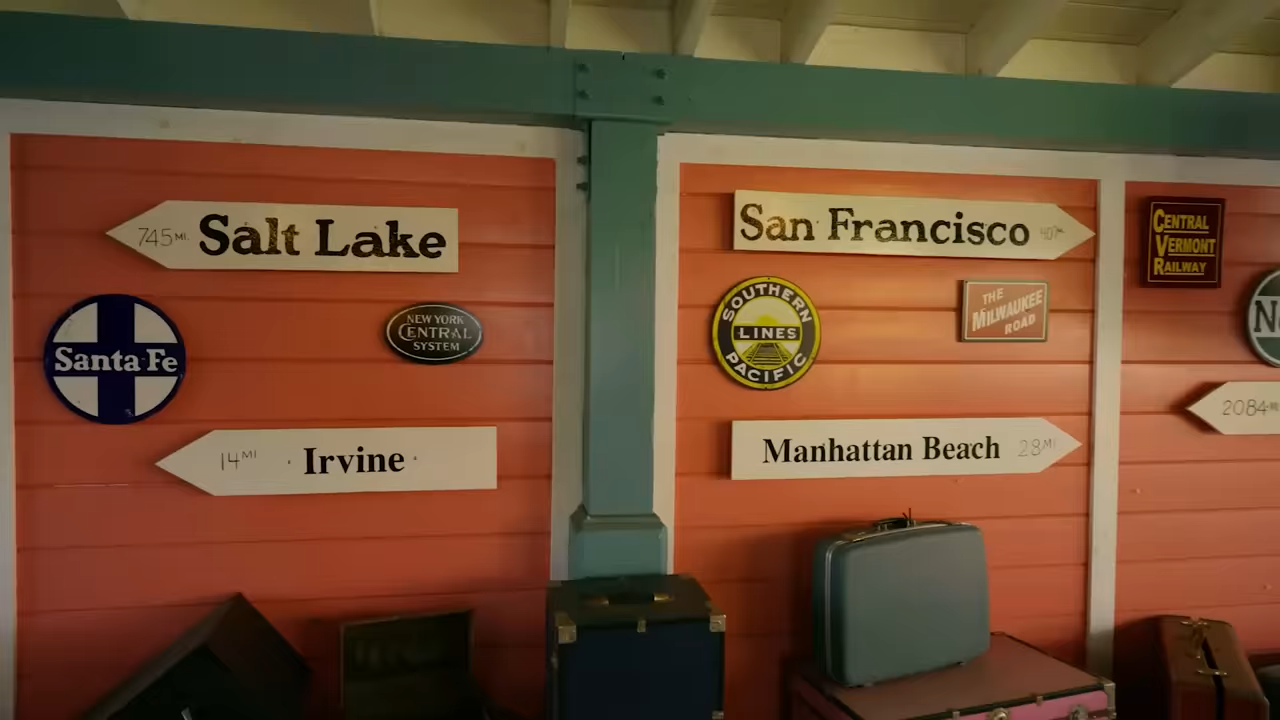 745 MI. Salt Lake
San Francisco
CENTRAL
VERMONT
RAILWAY
Santa Fe
NEW YORK
CENTRAL
SYSTEM
SOUTHERN
LINES
PACIFIC
THE
MILWAUKEE
ROAD
2084
14 MI Irvine
Manhattan Beach 28 MI